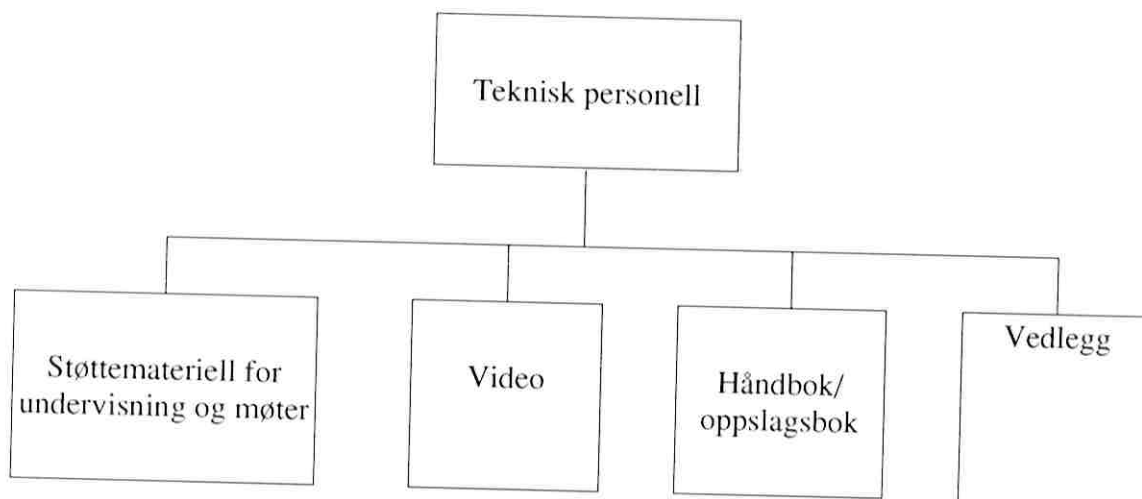 Teknisk personell
Støttemateriell for
undervisning og møter
Video
Håndbok/
oppslagsbok
Vedlegg